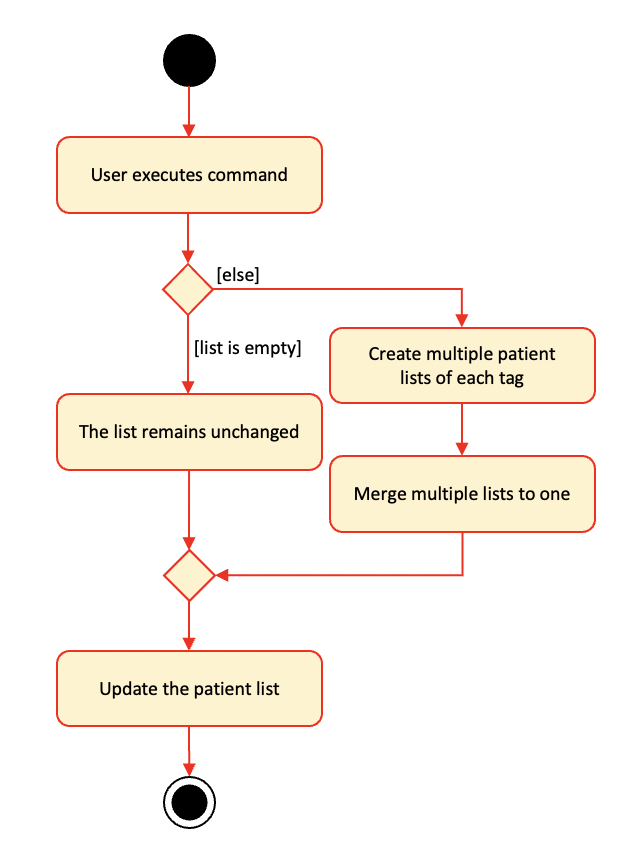 User executes command
[else]
[list is empty]
Create multiple patient
lists of each tag
The list remains unchanged
Merge multiple lists to one
Update the patient list